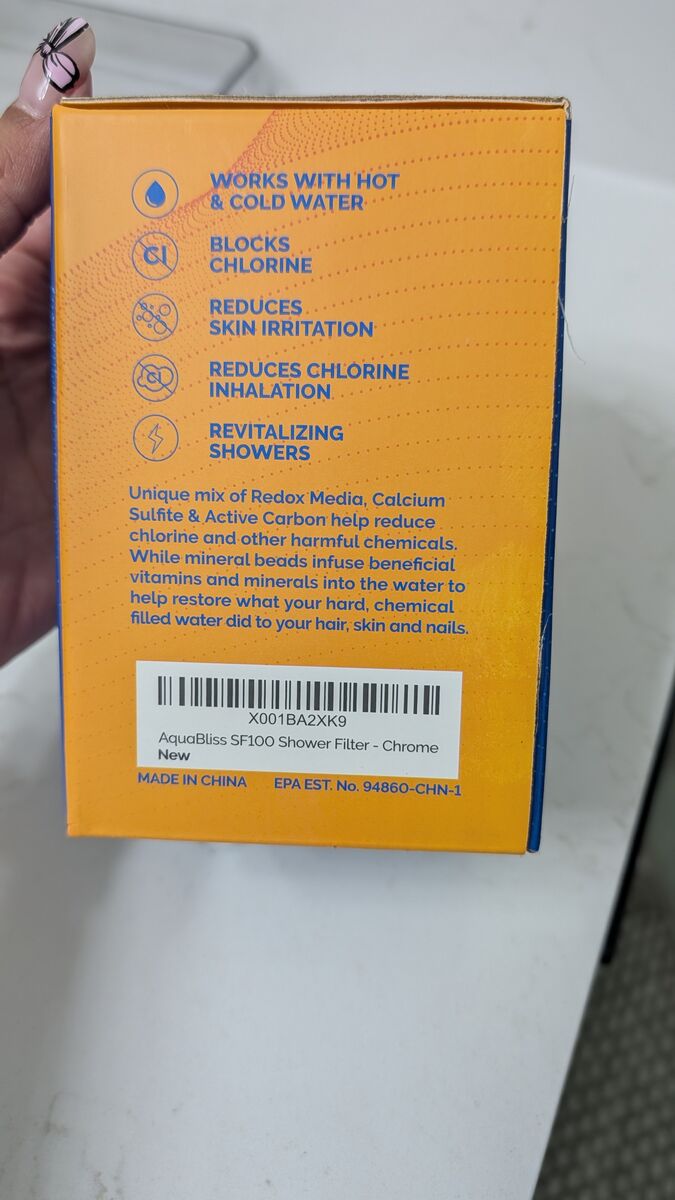 WORKS WITH HOT
& COLD WATER
Cl
BLOCKS
CHLORINE
REDUCES
SKIN IRRITATION
Cl
REDUCES CHLORINE
INHALATION
REVITALIZING
SHOWERS
Unique mix of Redox Media, Calcium
Sulfite & Active Carbon help reduce
chlorine and other harmful chemicals.
While mineral beads infuse beneficial
vitamins and minerals into the water to
help restore what your hard, chemical
filled water did to your hair, skin and nails.
X001BA2XK9
AquaBliss SF100 Shower Filter - Chrome
New
MADE IN CHINA EPA EST. No. 94860-CHN-1